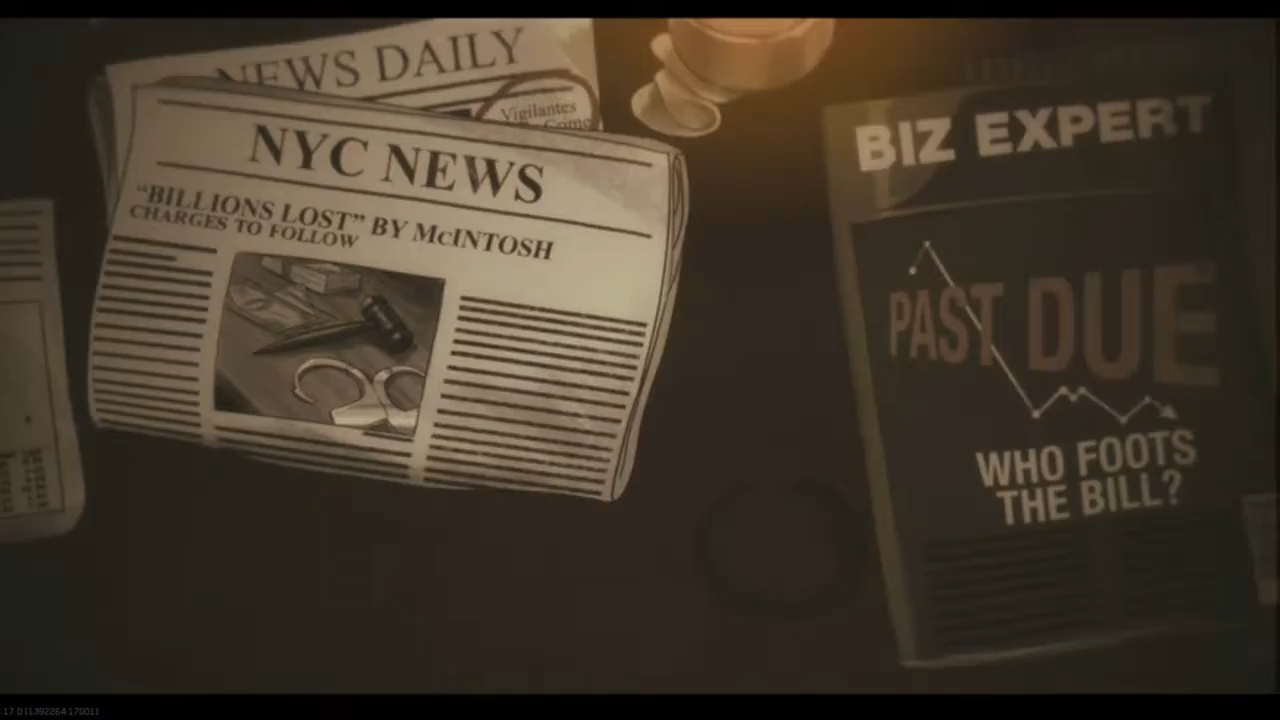 NEWS DAILY
Vigilantes
Crime
NYC NEWS
“BILLIONS LOST” BY McINTOSH
CHARGES TO FOLLOW
BIZ EXPERT
PAST DUE
WHO FOOTS
THE BILL?